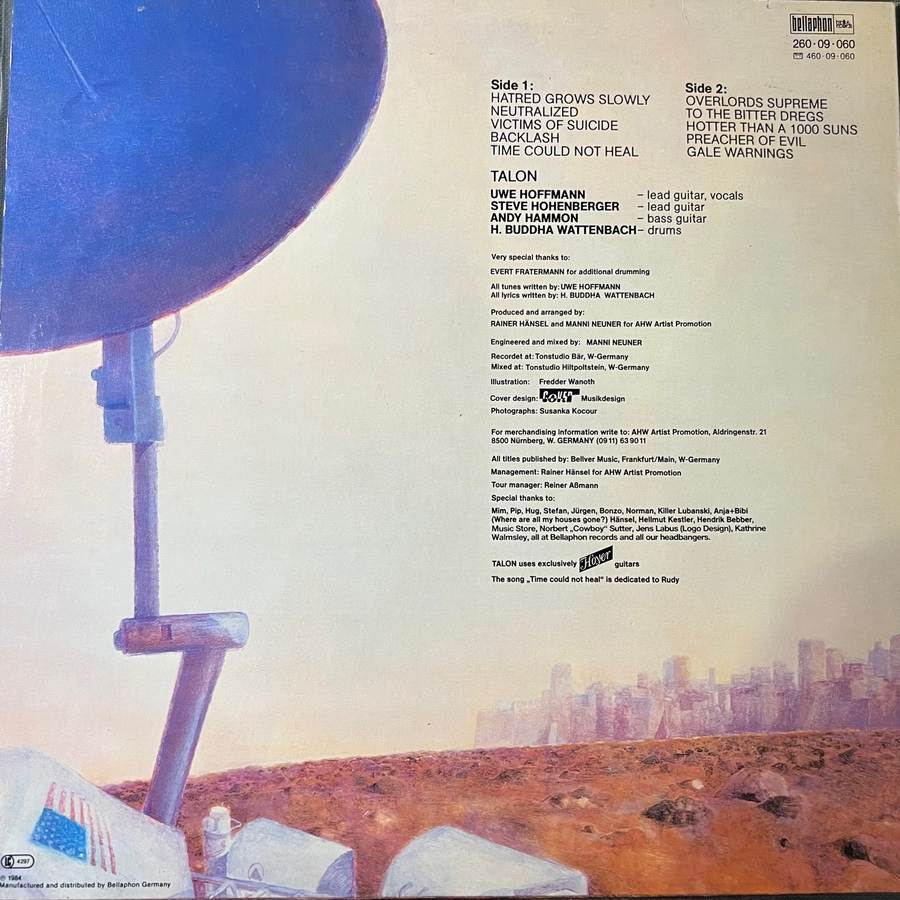 bellaphon
260·09·060
460·09·060
Side 1:
HATRED GROWS SLOWLY
NEUTRALIZED
VICTIMS OF SUICIDE
BACKLASH
TIME COULD NOT HEAL
Side 2:
OVERLORDS SUPREME
TO THE BITTER DREGS
HOTTER THAN A 1000 SUNS
PREACHER OF EVIL
GALE WARNINGS
TALON
UWE HOFFMANN – lead guitar, vocals
STEVE HOHENBERGER – lead guitar
ANDY HAMMON – bass guitar
H. BUDDHA WATTENBACH – drums
Very special thanks to:
EVERT FRATERMANN for additional drumming
All tunes written by: UWE HOFFMANN
All lyrics written by: H. BUDDHA WATTENBACH
Produced and arranged by:
RAINER HÄNSEL and MANNI NEUNER for AHW Artist Promotion
Engineered and mixed by: MANNI NEUNER
Recordet at: Tonstudio Bär, W-Germany
Mixed at: Tonstudio Hiltpoltstein, W-Germany
Illustration: Fredder Wanoth
Cover design: COVER Musikdesign
Photographs: Susanka Kocour
For merchandising information write to: AHW Artist Promotion, Aldringenstr. 21
8500 Nürnberg, W. GERMANY (0911) 63 90 11
All titles published by: Bellver Music, Frankfurt/Main, W-Germany
Management: Rainer Hänsel for AHW Artist Promotion
Tour manager: Reiner Aßmann
Special thanks to:
Mim, Pip, Hug, Stefan, Jürgen, Bonzo, Norman, Killer Lubanski, Anja+Bibi
(Where are all my houses gone?) Hänsel, Hellmut Kestler, Hendrik Bebber,
Music Store, Norbert „Cowboy“ Sutter, Jens Labus (Logo Design), Kathrine
Walmsley, all at Bellaphon records and all our headbangers.
TALON uses exclusively Höxer guitars
The song „Time could not heal“ is dedicated to Rudy
LC 4297
℗ 1984
Manufactured and distributed by Bellaphon Germany